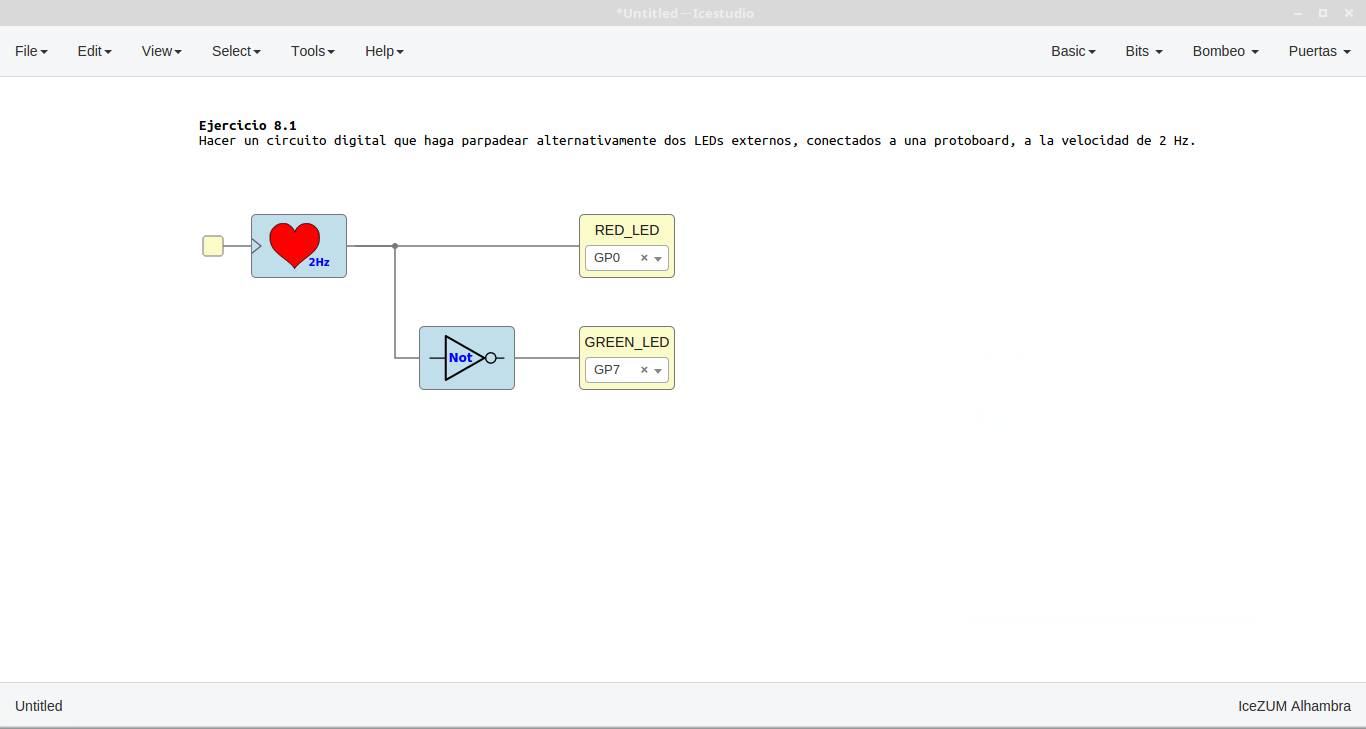 *Untitled — Icestudio
File Edit View Select Tools Help Basic Bits Bombeo Puertas
Ejercicio 8.1
Hacer un circuito digital que haga parpadear alternativamente dos LEDs externos, conectados a una protoboard, a la velocidad de 2 Hz.
2Hz
RED_LED
GP0
Not
GREEN_LED
GP7
Untitled
IceZUM Alhambra